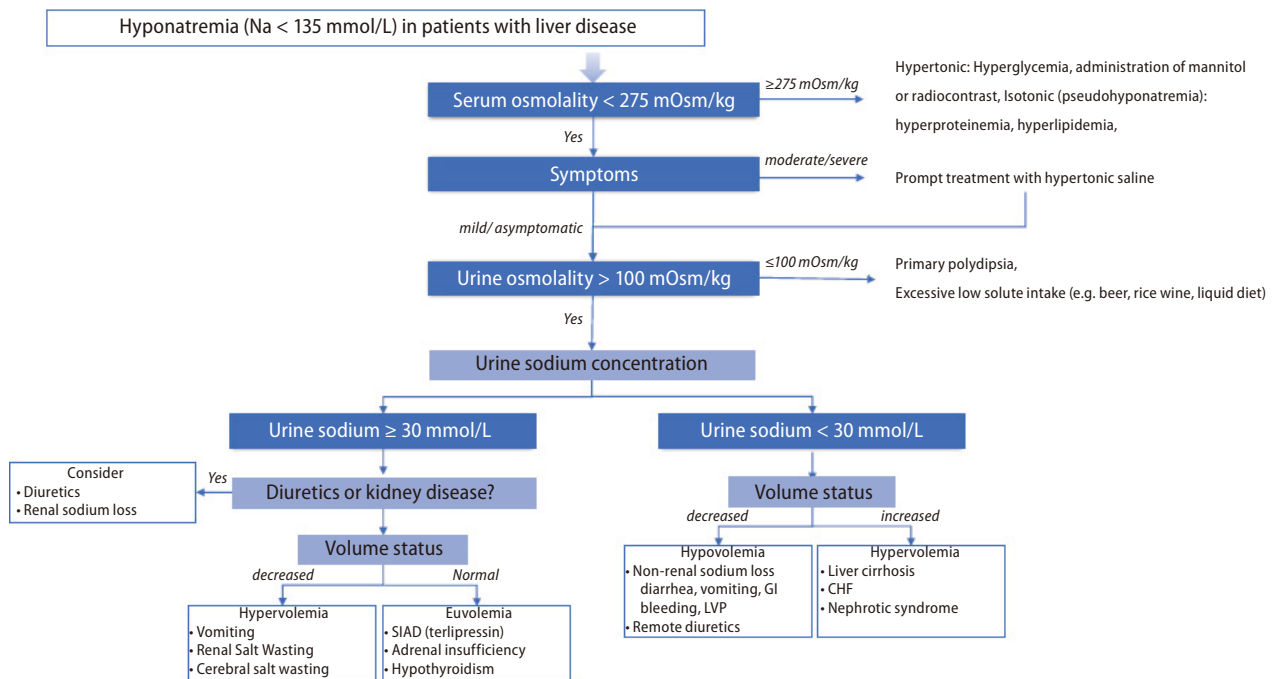 Hyponatremia (Na < 135 mmol/L) in patients with liver disease
Serum osmolality < 275 mOsm/kg
≥275 mOsm/kg
Hypertonic: Hyperglycemia, administration of mannitol
or radiocontrast, Isotonic (pseudohyponatremia):
hyperproteinemia, hyperlipidemia,
Yes
Symptoms
moderate/severe
Prompt treatment with hypertonic saline
mild/ asymptomatic
Urine osmolality > 100 mOsm/kg
≤100 mOsm/kg
Primary polydipsia,
Excessive low solute intake (e.g. beer, rice wine, liquid diet)
Yes
Urine sodium concentration
Urine sodium ≥ 30 mmol/L
Urine sodium < 30 mmol/L
Consider
• Diuretics
• Renal sodium loss
Yes
Diuretics or kidney disease?
Volume status
decreased
increased
Volume status
decreased
Normal
Hypovolemia
• Non-renal sodium loss
diarrhea, vomiting, GI
bleeding, LVP
• Remote diuretics
Hypervolemia
• Liver cirrhosis
• CHF
• Nephrotic syndrome
Hypervolemia
• Vomiting
• Renal Salt Wasting
• Cerebral salt wasting
Euvolemia
• SIAD (terlipressin)
• Adrenal insufficiency
• Hypothyroidism